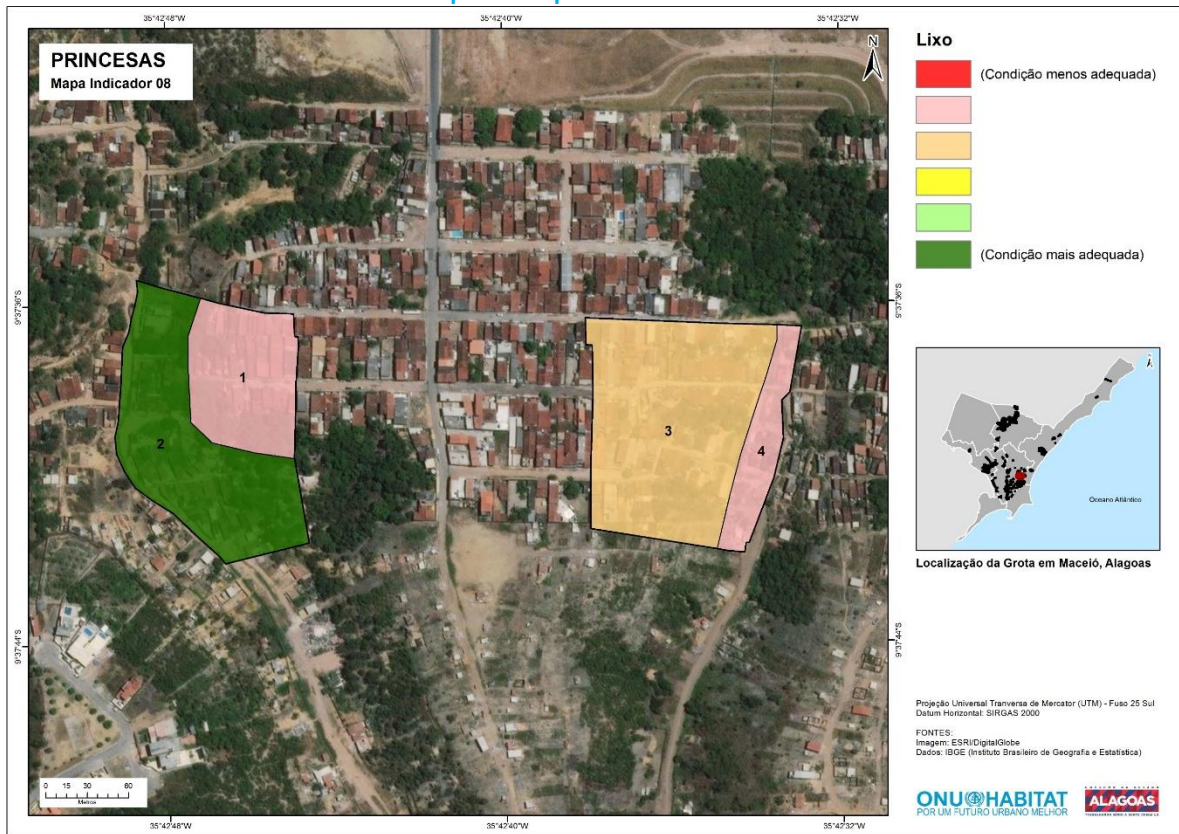 35°42'48"W
35°42'40"W
35°42'32"W
PRINCESAS
Mapa Indicador 08
N
Lixo
(Condição menos adequada)
(Condição mais adequada)
9°37'36"S
9°37'36"S
1
2
3
4
Oceano Atlântico
Localização da Grota em Maceió, Alagoas
9°37'44"S
9°37'44"S
Projeção Universal Tranversa de Mercator (UTM) - Fuso 25 Sul
Datum Horizontal: SIRGAS 2000
FONTES:
Imagem: ESRI/DigitalGlobe
Dados: IBGE (Instituto Brasileiro de Geografia e Estatística)
0 15 30 60
Metros
ONU HABITAT
POR UM FUTURO URBANO MELHOR
ALAGOAS
35°42'48"W
35°42'40"W
35°42'32"W